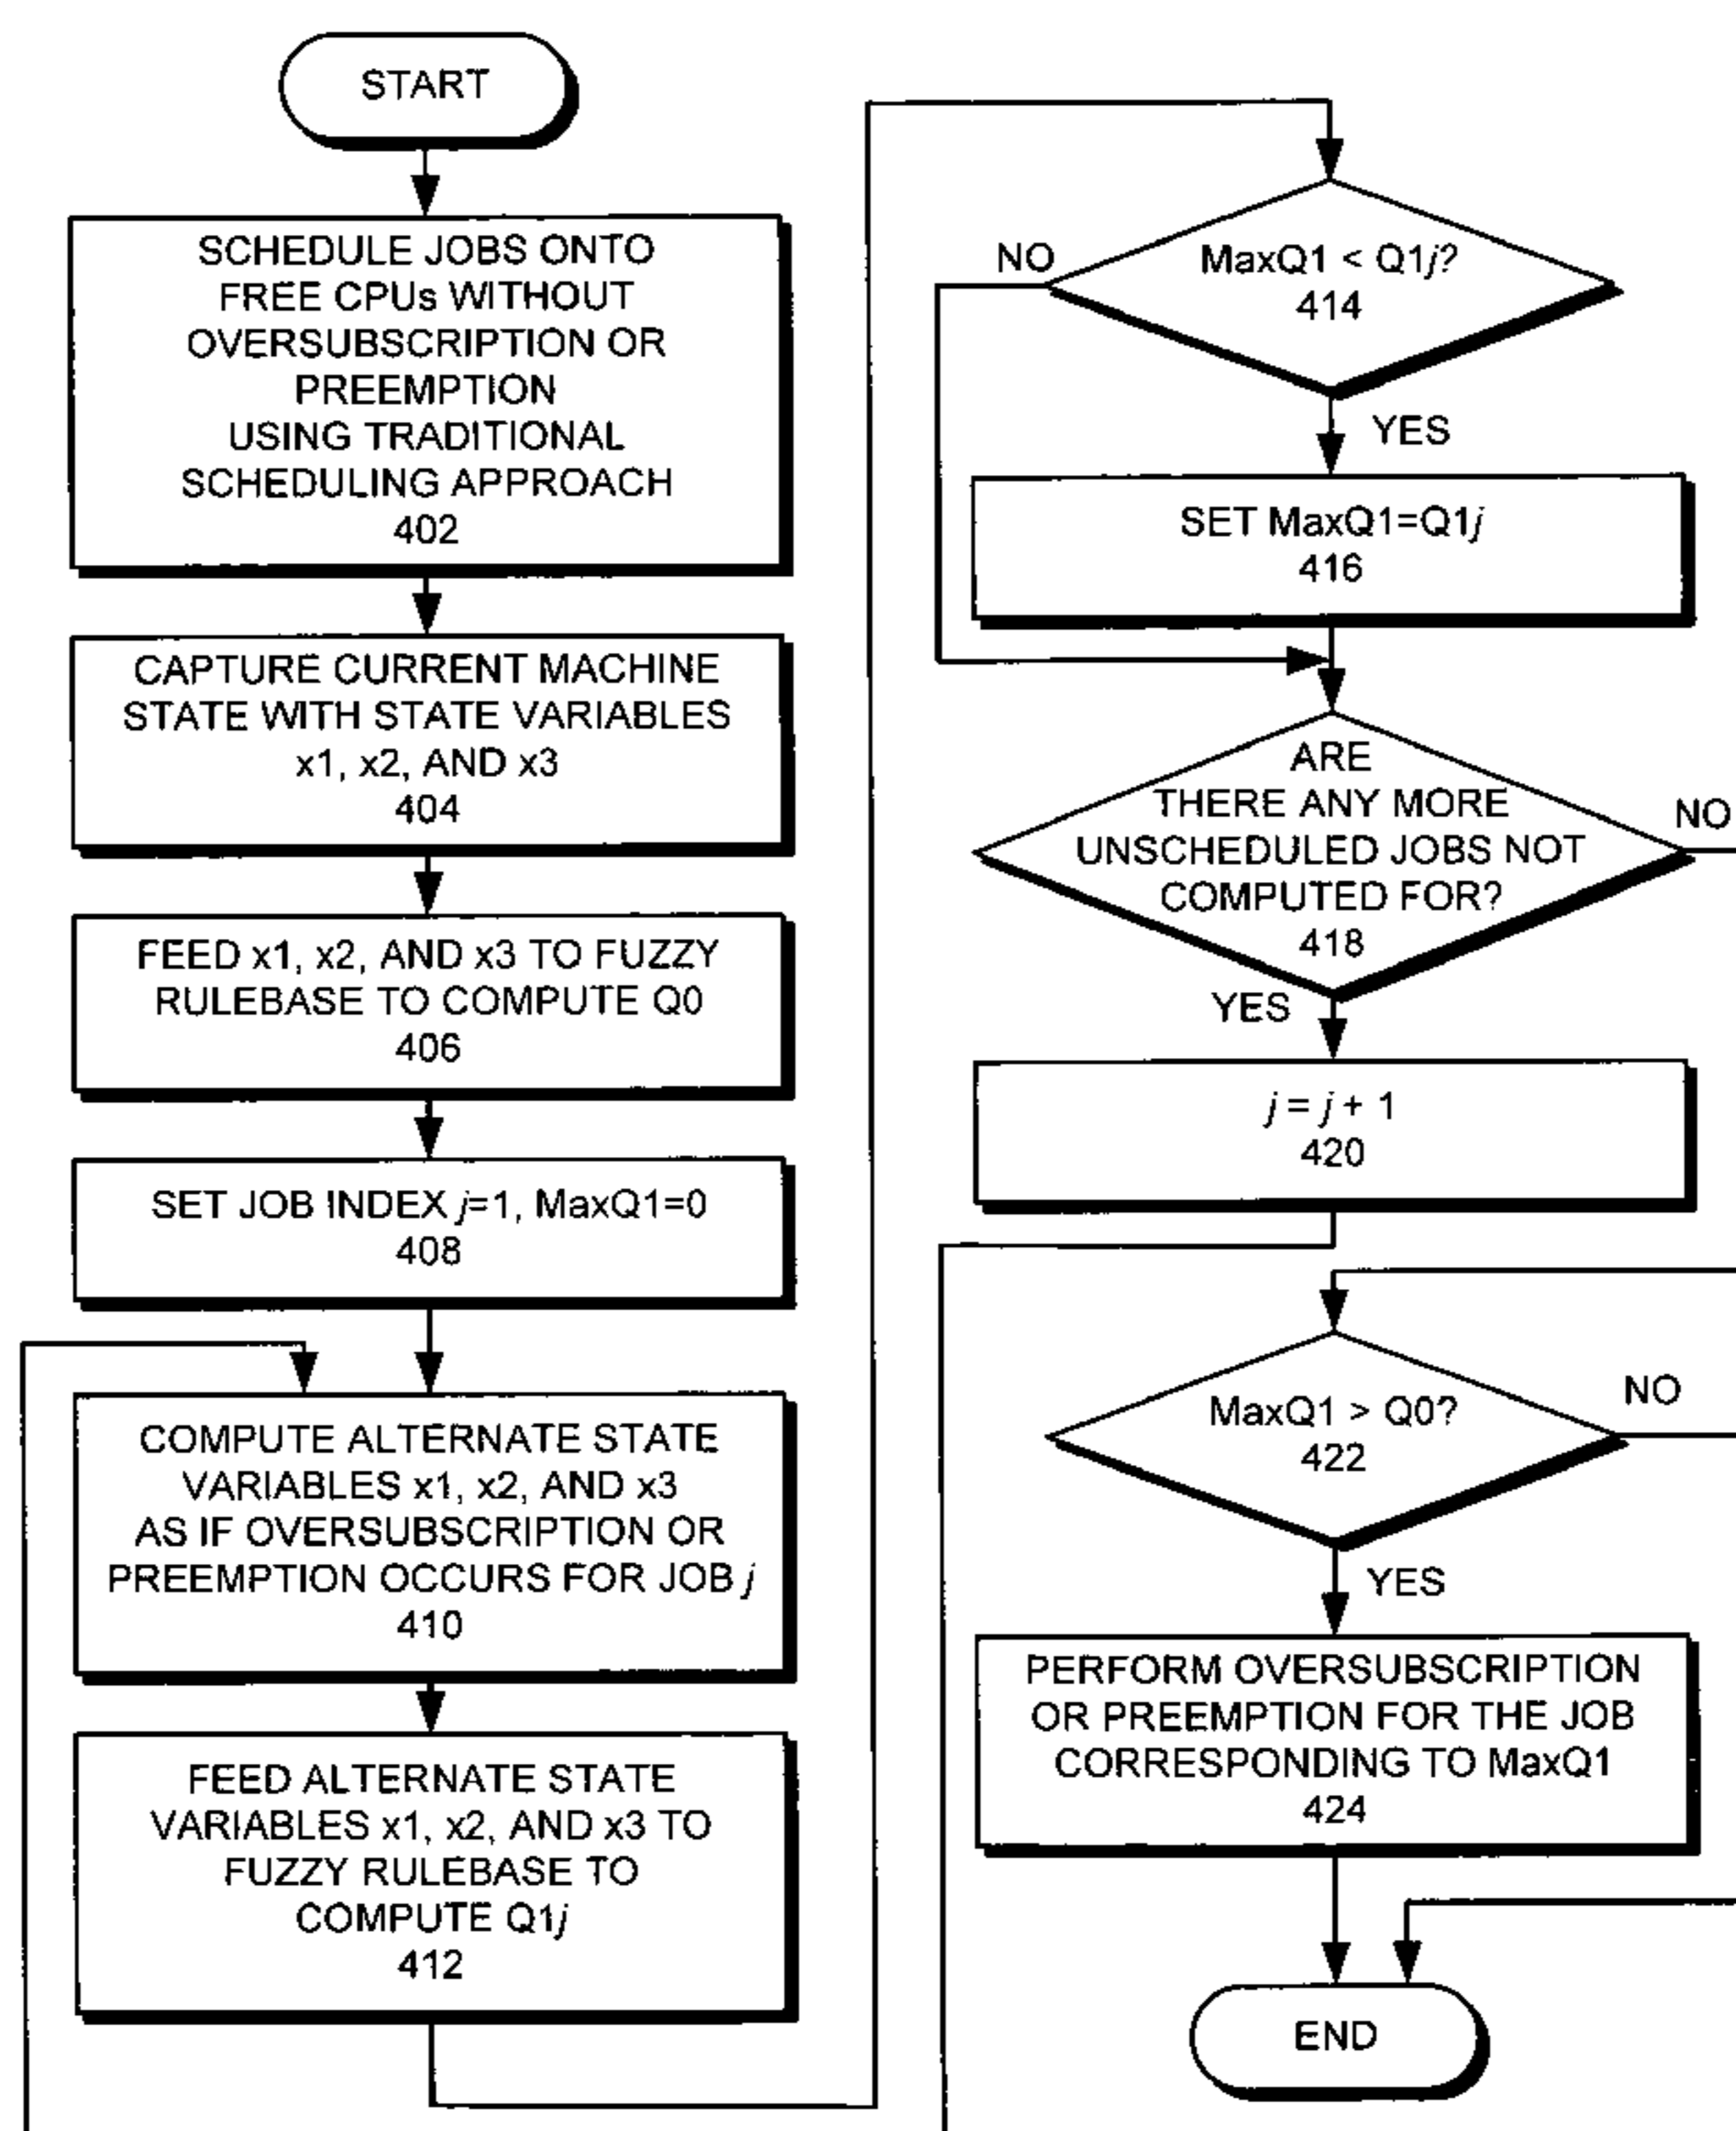 START
SCHEDULE JOBS ONTO
FREE CPUs WITHOUT
OVERSUBSCRIPTION OR
PREEMPTION
USING TRADITIONAL
SCHEDULING APPROACH
402
CAPTURE CURRENT MACHINE
STATE WITH STATE VARIABLES
x1, x2, AND x3
404
FEED x1, x2, AND x3 TO FUZZY
RULEBASE TO COMPUTE Q0
406
SET JOB INDEX j=1, MaxQ1=0
408
COMPUTE ALTERNATE STATE
VARIABLES x1, x2, AND x3
AS IF OVERSUBSCRIPTION OR
PREEMPTION OCCURS FOR JOB j
410
FEED ALTERNATE STATE
VARIABLES x1, x2, AND x3 TO
FUZZY RULEBASE TO
COMPUTE Q1j
412
NO
MaxQ1 < Q1j?
414
YES
SET MaxQ1=Q1j
416
ARE
THERE ANY MORE
UNSCHEDULED JOBS NOT
COMPUTED FOR?
418
NO
YES
j = j + 1
420
MaxQ1 > Q0?
422
NO
YES
PERFORM OVERSUBSCRIPTION
OR PREEMPTION FOR THE JOB
CORRESPONDING TO MaxQ1
424
END